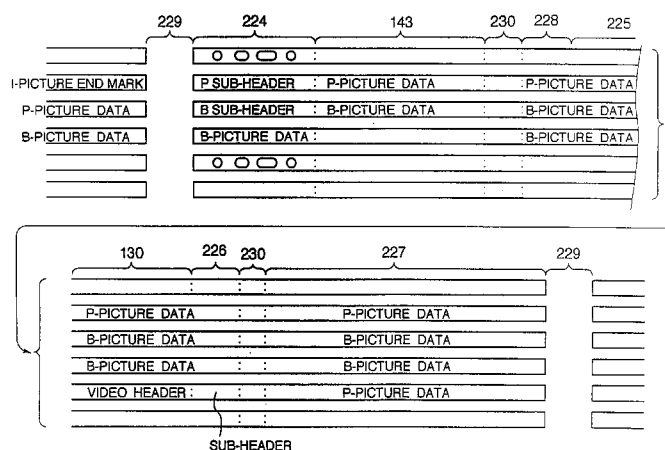 229 224 143 230 228 225
I-PICTURE END MARK P SUB-HEADER P-PICTURE DATA P-PICTURE DATA
P-PICTURE DATA B SUB-HEADER B-PICTURE DATA B-PICTURE DATA
B-PICTURE DATA B-PICTURE DATA B-PICTURE DATA
130 226 230 227 229
P-PICTURE DATA P-PICTURE DATA
B-PICTURE DATA B-PICTURE DATA
B-PICTURE DATA B-PICTURE DATA
VIDEO HEADER P-PICTURE DATA
SUB-HEADER